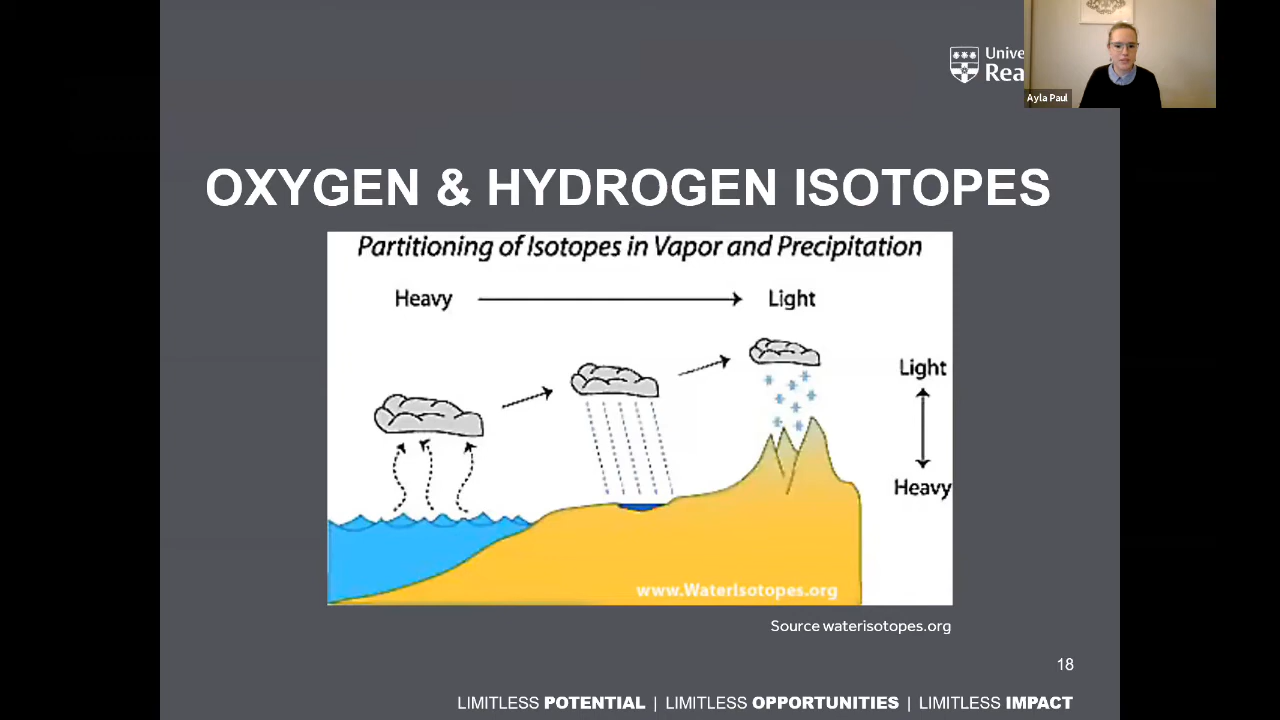 Unive
Rea
Ayla Paul
OXYGEN & HYDROGEN ISOTOPES
Partitioning of Isotopes in Vapor and Precipitation
Heavy
Light
Light
Heavy
www.WaterIsotopes.org
Source waterisotopes.org
18
LIMITLESS POTENTIAL | LIMITLESS OPPORTUNITIES | LIMITLESS IMPACT